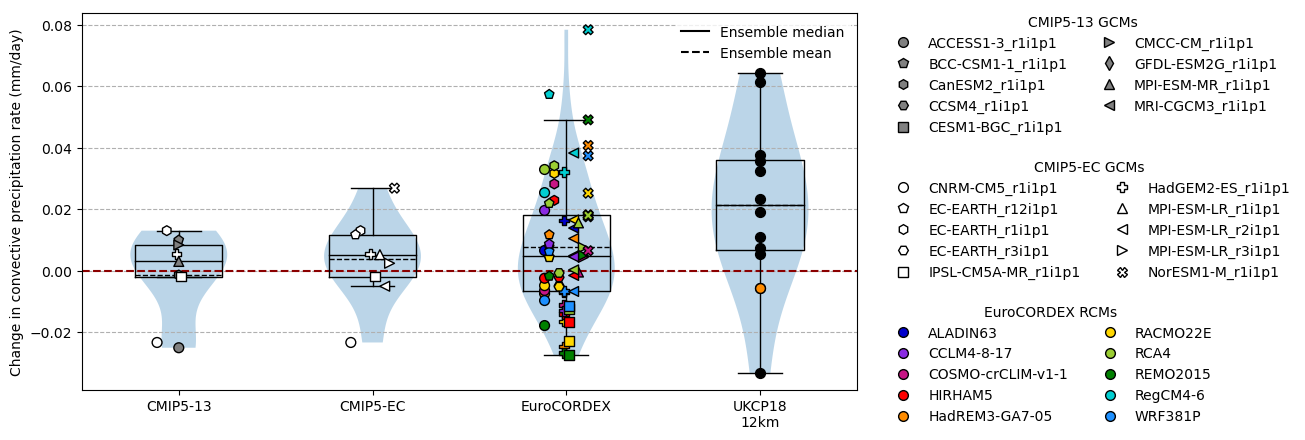 Change in convective precipitation rate (mm/day)
0.08
0.06
0.04
0.02
0.00
−0.02
Ensemble median
Ensemble mean
CMIP5-13
CMIP5-EC
EuroCORDEX
UKCP18
12km
CMIP5-13 GCMs
ACCESS1-3_r1i1p1
BCC-CSM1-1_r1i1p1
CanESM2_r1i1p1
CCSM4_r1i1p1
CESM1-BGC_r1i1p1
CMCC-CM_r1i1p1
GFDL-ESM2G_r1i1p1
MPI-ESM-MR_r1i1p1
MRI-CGCM3_r1i1p1
CMIP5-EC GCMs
CNRM-CM5_r1i1p1
EC-EARTH_r12i1p1
EC-EARTH_r1i1p1
EC-EARTH_r3i1p1
IPSL-CM5A-MR_r1i1p1
HadGEM2-ES_r1i1p1
MPI-ESM-LR_r1i1p1
MPI-ESM-LR_r2i1p1
MPI-ESM-LR_r3i1p1
NorESM1-M_r1i1p1
EuroCORDEX RCMs
ALADIN63
CCLM4-8-17
COSMO-crCLIM-v1-1
HIRHAM5
HadREM3-GA7-05
RACMO22E
RCA4
REMO2015
RegCM4-6
WRF381P